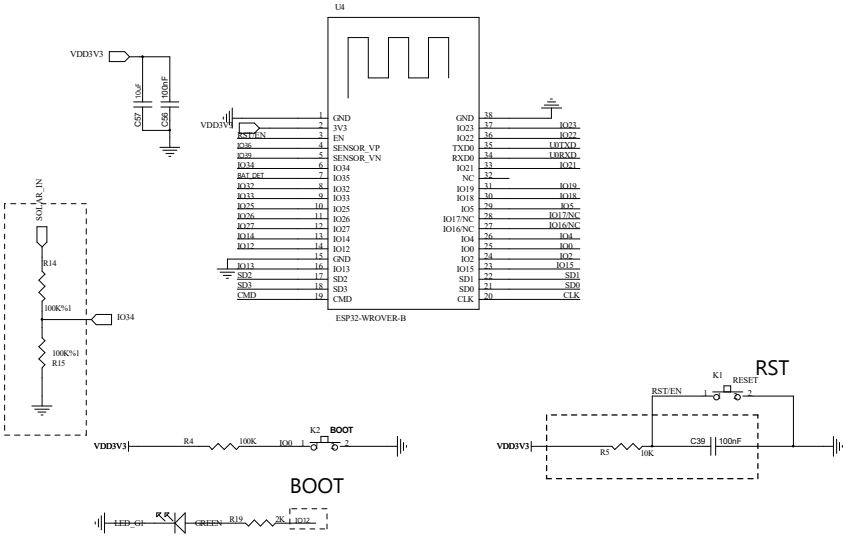 U4
VDD3V3
10uF
100nF
C57
C56
VDD3V3
1 GND
2 3V3
RST/EN 3 EN
IO36 4 SENSOR_VP
IO39 5 SENSOR_VN
IO34 6 IO34
BAT_DET 7 IO35
IO32 8 IO32
IO33 9 IO33
IO25 10 IO25
IO26 11 IO26
IO27 12 IO27
IO14 13 IO14
IO12 14 IO12
15 GND
IO13 16 IO13
SD2 17 SD2
SD3 18 SD3
CMD 19 CMD
GND 38
IO23 37 IO23
IO22 36 IO22
TXD0 35 U0TXD
RXD0 34 U0RXD
IO21 33 IO21
NC 32
IO19 31 IO19
IO18 30 IO18
IO5 29 IO5
IO17/NC 28 IO17/NC
IO16/NC 27 IO16/NC
IO4 26 IO4
IO0 25 IO0
IO2 24 IO2
IO15 23 IO15
SD1 22 SD1
SD0 21 SD0
CLK 20 CLK
ESP32-WROVER-B
SOLAR_IN
R14
100K%1
IO34
100K%1
R15
VDD3V3 R4 100K IO0 1 K2 BOOT 2
BOOT
LED_G1 GREEN R19 2K IO12
RST
K1
RESET
RST/EN 1 2
VDD3V3 R5 10K C39 100nF